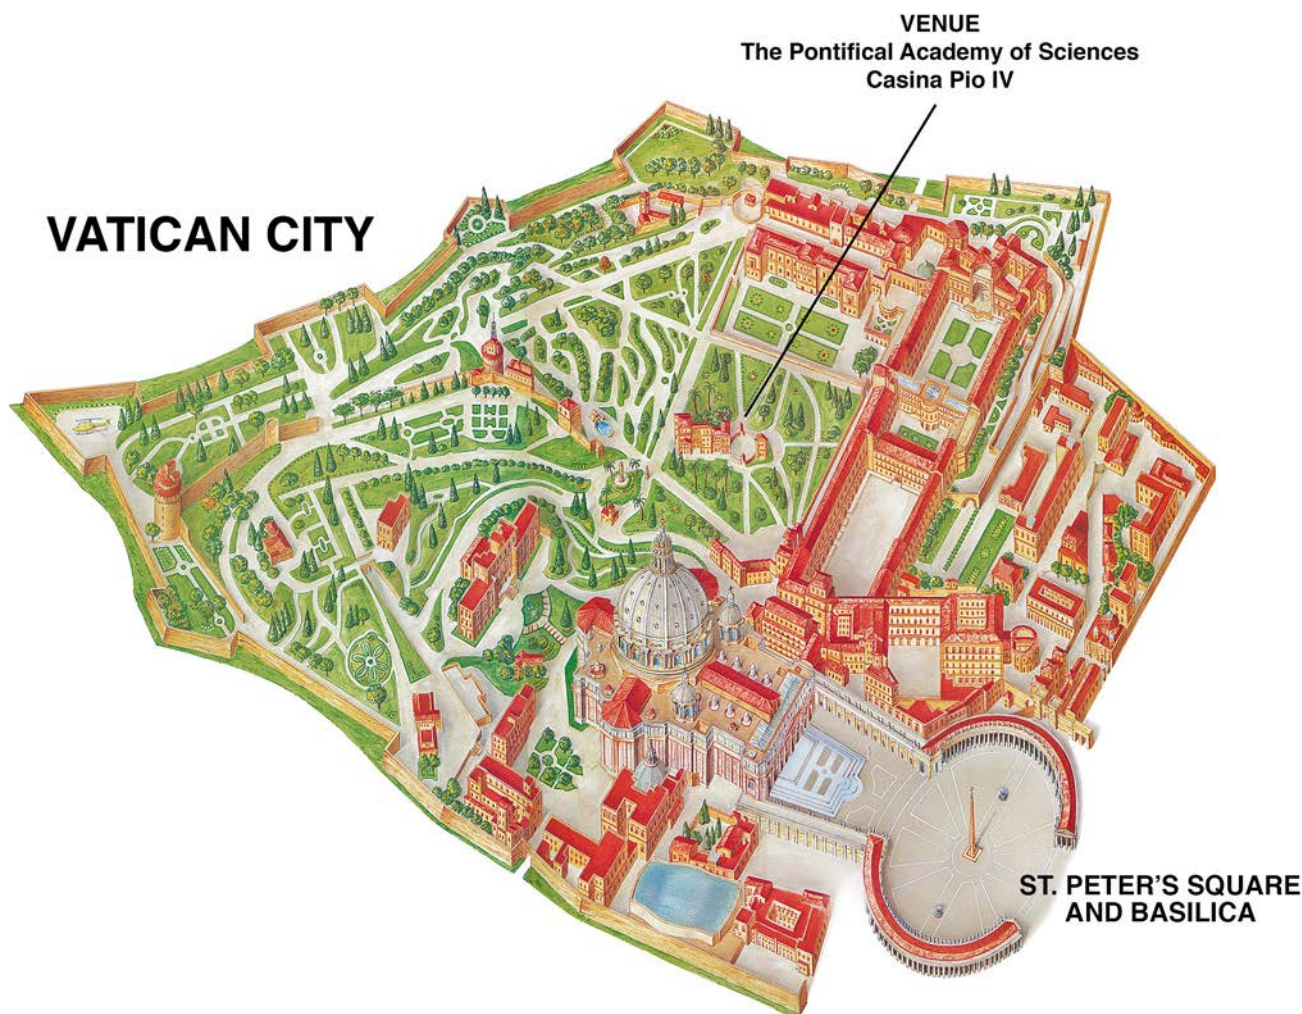 VENUE
The Pontifical Academy of Sciences
Casina Pio IV
VATICAN CITY
ST. PETER'S SQUARE
AND BASILICA